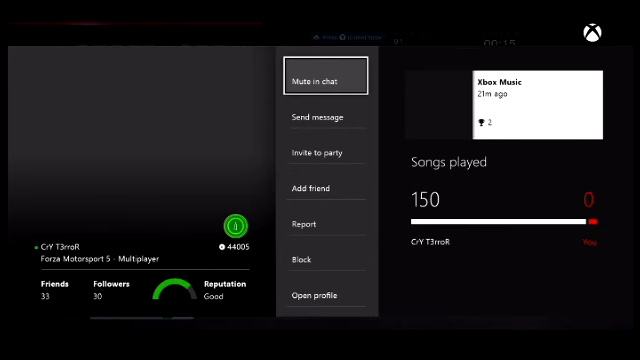 00:15
Mute in chat
Send message
Invite to party
Add friend
Report
Block
Open profile
CrY T3rroR
44005
Forza Motorsport 5 - Multiplayer
Friends
33
Followers
30
Reputation
Good
Xbox Music
21m ago
2
Songs played
150
0
CrY T3rroR
You